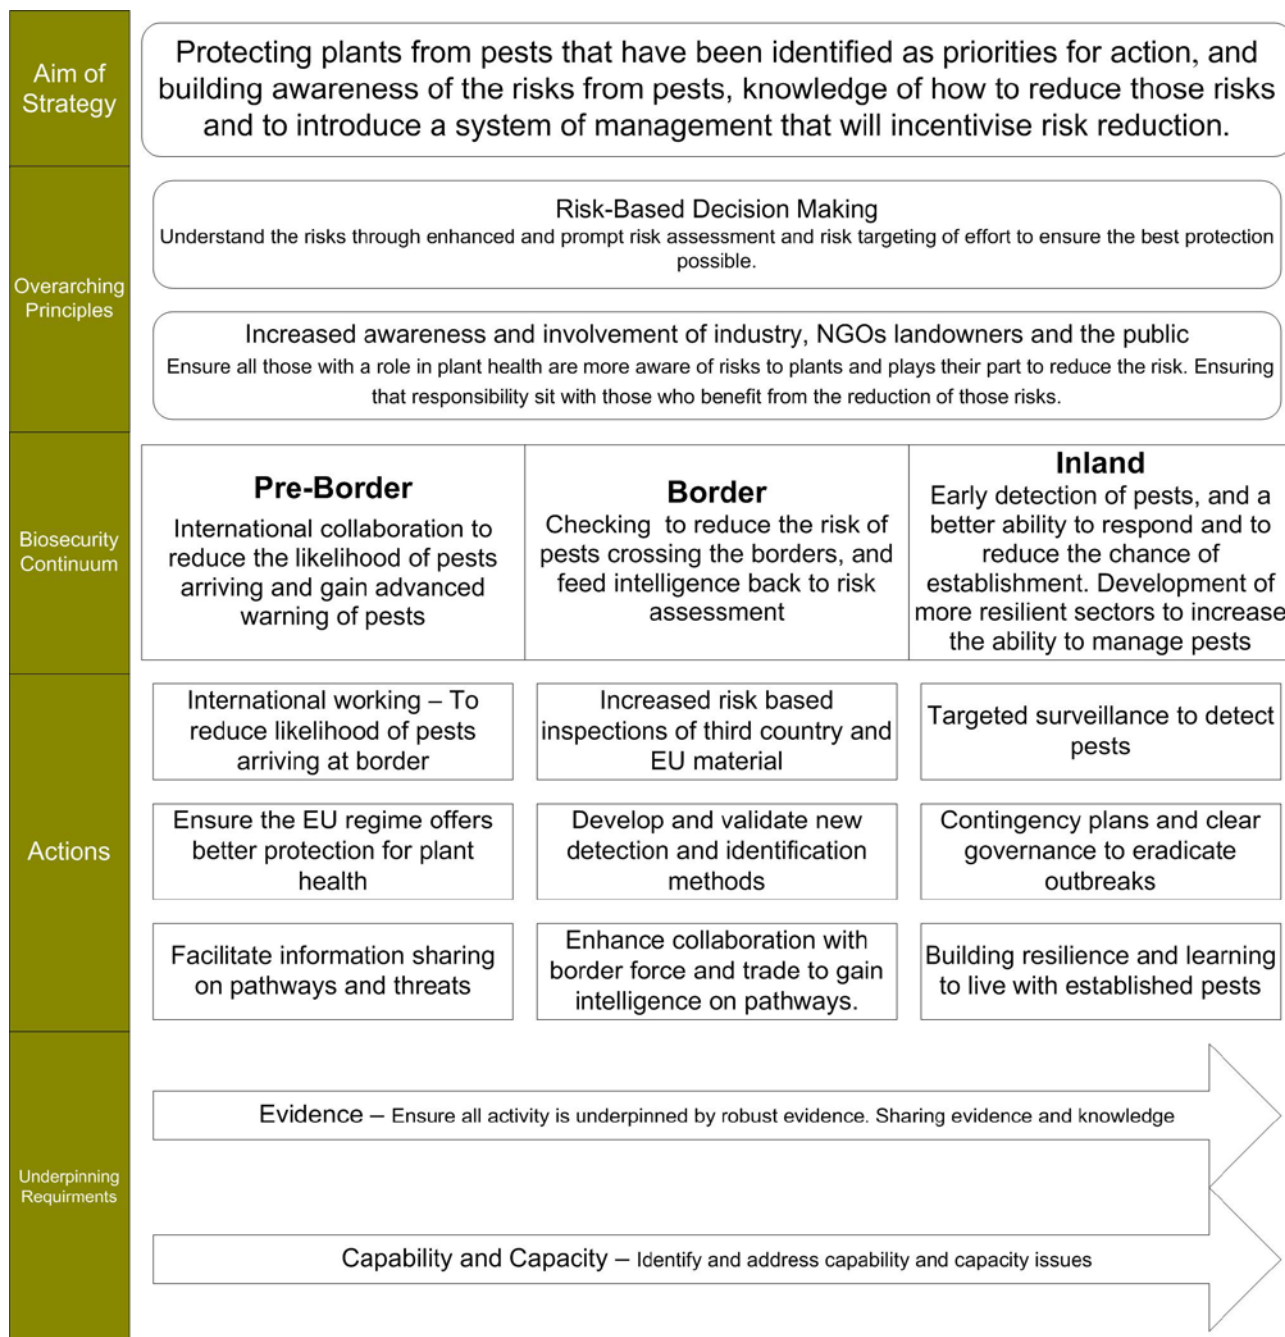 Aim of
Strategy
Protecting plants from pests that have been identified as priorities for action, and
building awareness of the risks from pests, knowledge of how to reduce those risks
and to introduce a system of management that will incentivise risk reduction.
Overarching
Principles
Risk-Based Decision Making
Understand the risks through enhanced and prompt risk assessment and risk targeting of effort to ensure the best protection
possible.
Increased awareness and involvement of industry, NGOs landowners and the public
Ensure all those with a role in plant health are more aware of risks to plants and plays their part to reduce the risk. Ensuring
that responsibility sit with those who benefit from the reduction of those risks.
Biosecurity
Continuum
Pre-Border
International collaboration to
reduce the likelihood of pests
arriving and gain advanced
warning of pests
Border
Checking  to reduce the risk of
pests crossing the borders, and
feed intelligence back to risk
assessment
Inland
Early detection of pests, and a
better ability to respond and to
reduce the chance of
establishment. Development of
more resilient sectors to increase
the ability to manage pests
Actions
International working – To
reduce likelihood of pests
arriving at border
Increased risk based
inspections of third country and
EU material
Targeted surveillance to detect
pests
Ensure the EU regime offers
better protection for plant
health
Develop and validate new
detection and identification
methods
Contingency plans and clear
governance to eradicate
outbreaks
Facilitate information sharing
on pathways and threats
Enhance collaboration with
border force and trade to gain
intelligence on pathways.
Building resilience and learning
to live with established pests
Underpinning
Requirments
Evidence – Ensure all activity is underpinned by robust evidence. Sharing evidence and knowledge
Capability and Capacity – Identify and address capability and capacity issues